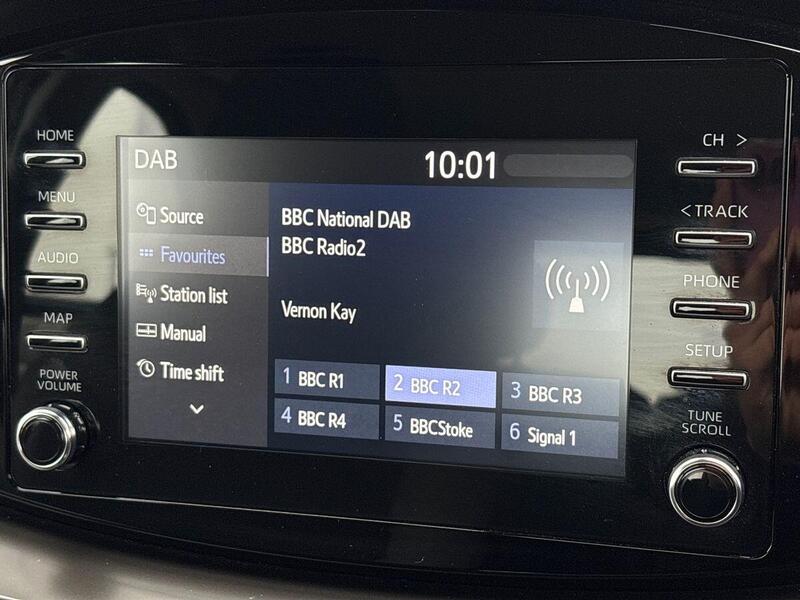 HOME
MENU
AUDIO
MAP
POWER
VOLUME
DAB
10:01
Source
Favourites
Station list
Manual
Time shift
BBC National DAB
BBC Radio2
Vernon Kay
1 BBC R1
2 BBC R2
3 BBC R3
4 BBC R4
5 BBCStoke
6 Signal 1
CH >
< TRACK
PHONE
SETUP
TUNE
SCROLL